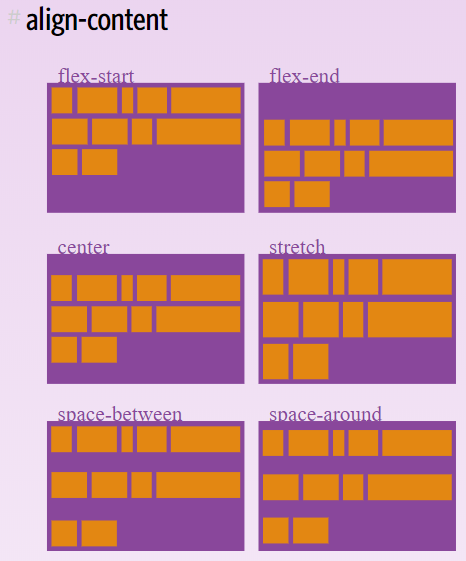 # align-content
flex-start flex-end
center stretch
space-between space-around